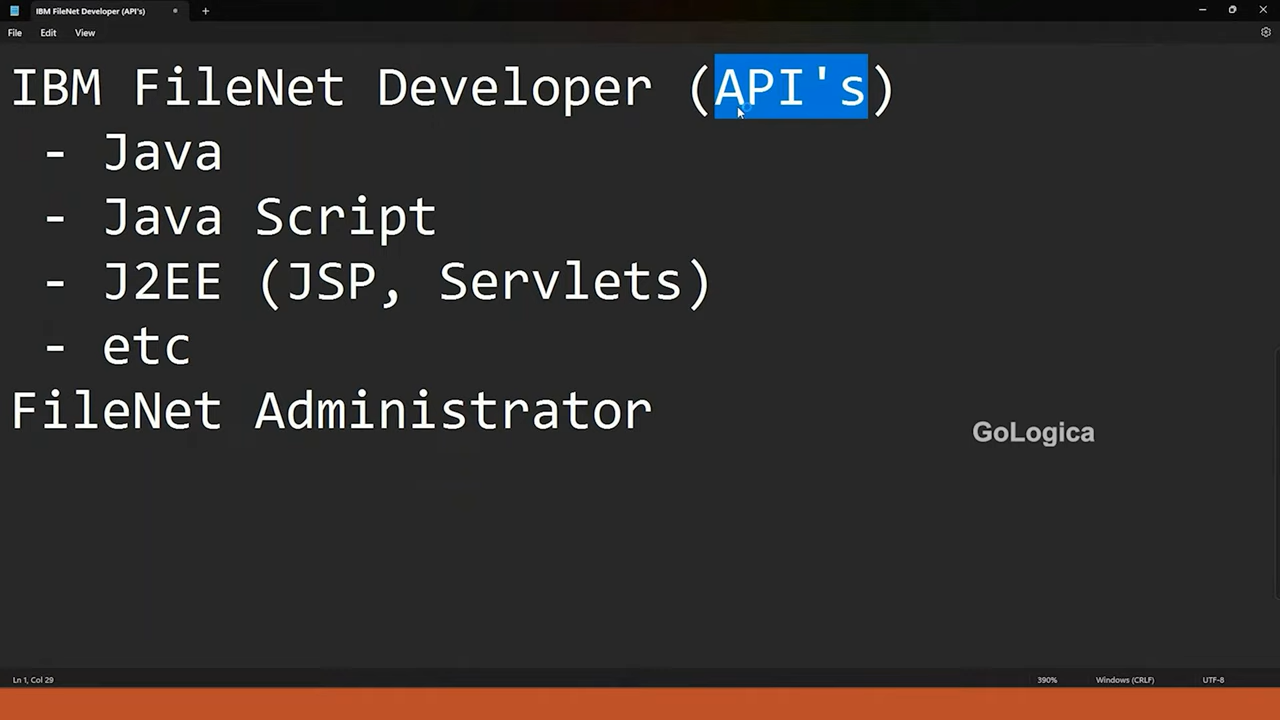 IBM FileNet Developer (API's)
File Edit View
IBM FileNet Developer (API's)
- Java
- Java Script
- J2EE (JSP, Servlets)
- etc
FileNet Administrator
GoLogica
Ln 1, Col 29 390% Windows (CRLF) UTF-8